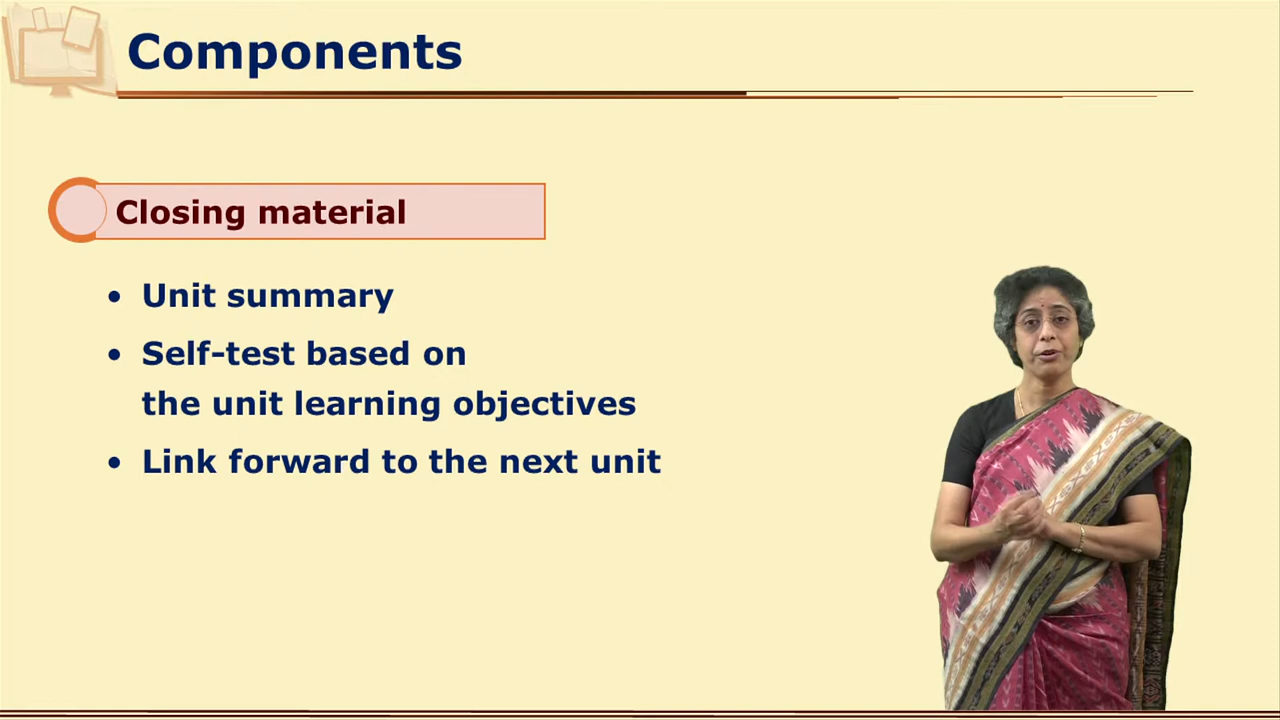 Components
Closing material
• Unit summary
• Self-test based on
the unit learning objectives
• Link forward to the next unit